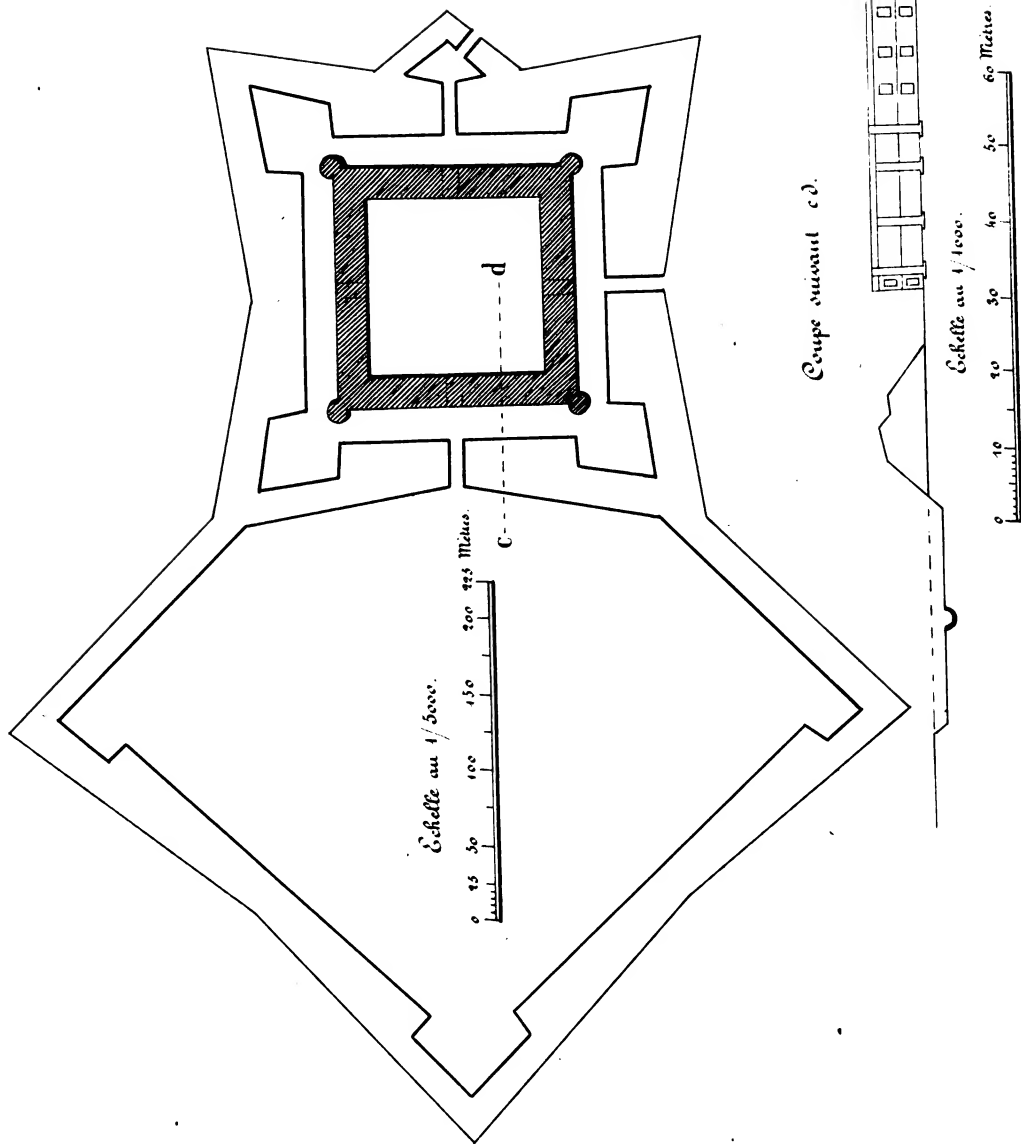 C
d
Echelle au 1/5000.
0 25 50 100 150 200 225 Mètres.
Coupe suivant cd.
Echelle au 1/1000.
0 10 20 30 40 50 60 Mètres.